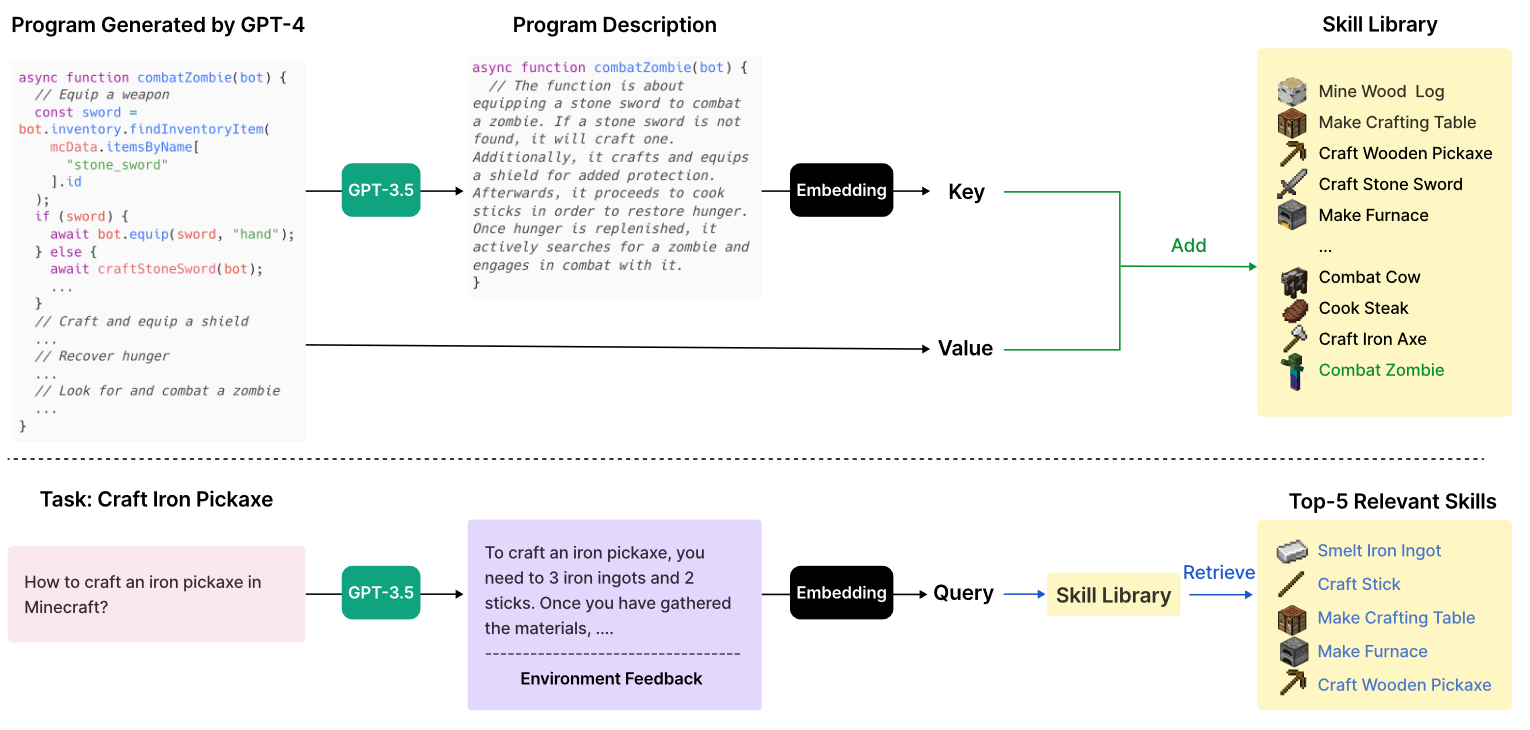 Program Generated by GPT-4
async function combatZombie(bot) {
// Equip a weapon
const sword =
bot.inventory.findInventoryItem(
mcData.itemsByName[
"stone_sword"
].id
);
if (sword) {
await bot.equip(sword, "hand");
} else {
await craftStoneSword(bot);
...
}
// Craft and equip a shield
...
// Recover hunger
...
// Look for and combat a zombie
...
}
GPT-3.5
Program Description
async function combatZombie(bot) {
// The function is about
equipping a stone sword to combat
a zombie. If a stone sword is not
found, it will craft one.
Additionally, it crafts and equips
a shield for added protection.
Afterwards, it proceeds to cook
sticks in order to restore hunger.
Once hunger is replenished, it
actively searches for a zombie and
engages in combat with it.
}
Embedding
Key
Value
Add
Skill Library
Mine Wood Log
Make Crafting Table
Craft Wooden Pickaxe
Craft Stone Sword
Make Furnace
...
Combat Cow
Cook Steak
Craft Iron Axe
Combat Zombie
Task: Craft Iron Pickaxe
How to craft an iron pickaxe in
Minecraft?
GPT-3.5
To craft an iron pickaxe, you
need to 3 iron ingots and 2
sticks. Once you have gathered
the materials, ....
Environment Feedback
Embedding
Query
Skill Library
Retrieve
Top-5 Relevant Skills
Smelt Iron Ingot
Craft Stick
Make Crafting Table
Make Furnace
Craft Wooden Pickaxe